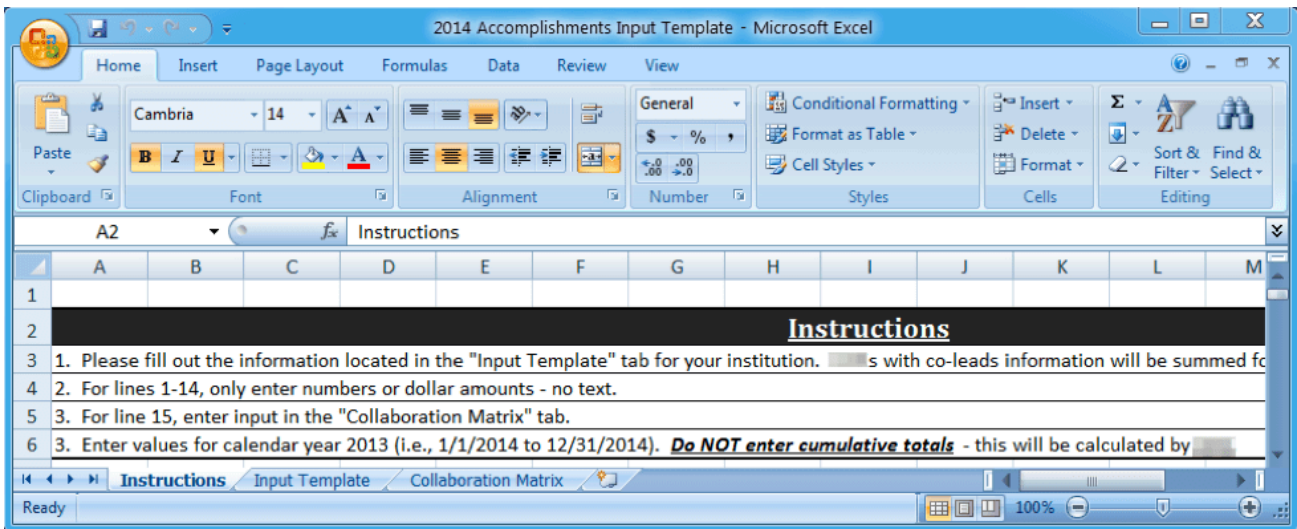 2014 Accomplishments Input Template - Microsoft Excel
Home Insert Page Layout Formulas Data Review View
Paste
Clipboard
Cambria 14 A A
B I U A
Font
Alignment
General
$ % ,
.0 .00 .00 .0
Number
Conditional Formatting
Format as Table
Cell Styles
Styles
Insert
Delete
Format
Cells
Σ
Sort & Filter
Find & Select
Editing
A2 fx Instructions
A B C D E F G H I J K L M
1
2 Instructions
3 1. Please fill out the information located in the "Input Template" tab for your institution. s with co-leads information will be summed fo
4 2. For lines 1-14, only enter numbers or dollar amounts - no text.
5 3. For line 15, enter input in the "Collaboration Matrix" tab.
6 3. Enter values for calendar year 2013 (i.e., 1/1/2014 to 12/31/2014). Do NOT enter cumulative totals - this will be calculated by
Instructions Input Template Collaboration Matrix
Ready 100%